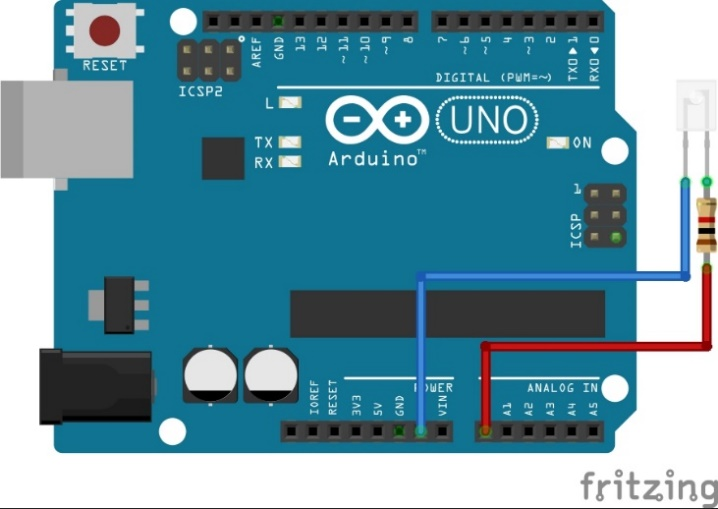 RESET
ICSP2
AREF
GND
13
12
~11
~10
~9
8
7
~6
~5
4
~3
2
TX0▶1
RX0◀0
DIGITAL (PWM=~)
L
TX
RX
UNO
ON
Arduino™
1
ICSP
POWER
ANALOG IN
IOREF
RESET
3V3
5V
GND
VIN
A1
A2
A3
A4
A5
fritzing